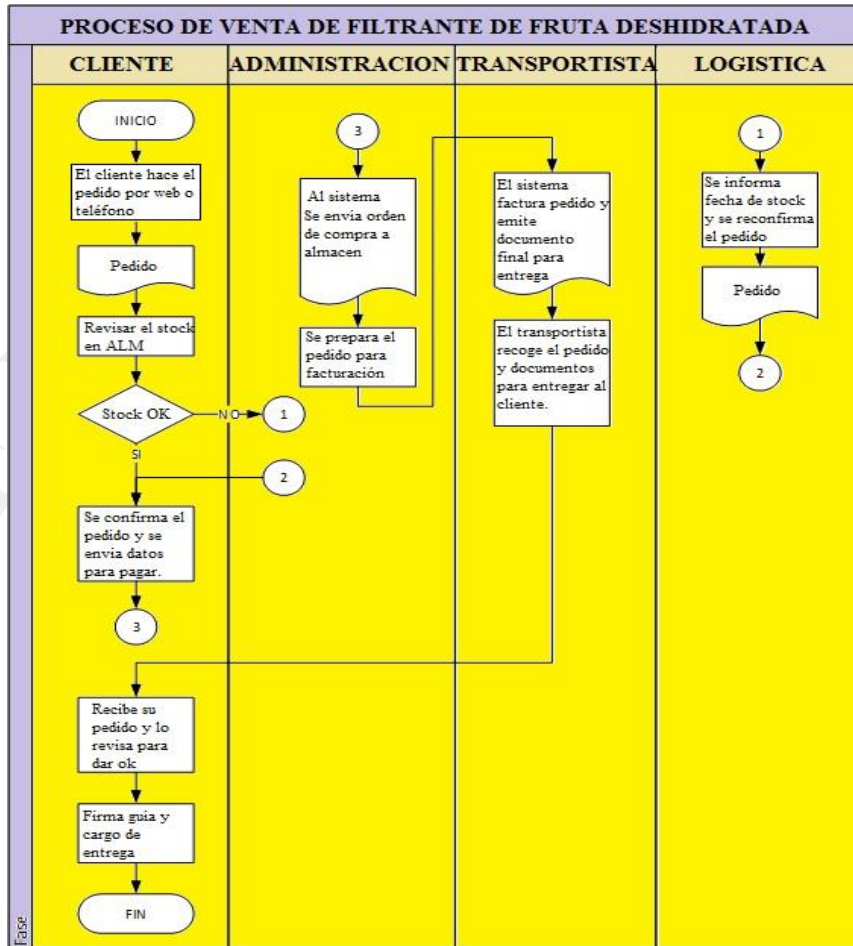 PROCESO DE VENTA DE FILTRANTE DE FRUTA DESHIDRATADA
CLIENTE
ADMINISTRACION
TRANSPORTISTA
LOGISTICA
INICIO
El cliente hace el
pedido por web o
teléfono
Pedido
Revisar el stock
en ALM
Stock OK
NO
1
SI
2
Se confirma el
pedido y se
envia datos
para pagar.
3
Recibe su
pedido y lo
revisa para
dar ok
Firma guia y
cargo de
entrega
FIN
3
Al sistema
Se envia orden
de compra a
almacen
Se prepara el
pedido para
facturación
El sistema
factura pedido y
emite
documento
final para
entrega
El transportista
recoge el pedido
y documentos
para entregar al
cliente.
1
Se informa
fecha de stock
y se reconfirma
el pedido
Pedido
2
Fase